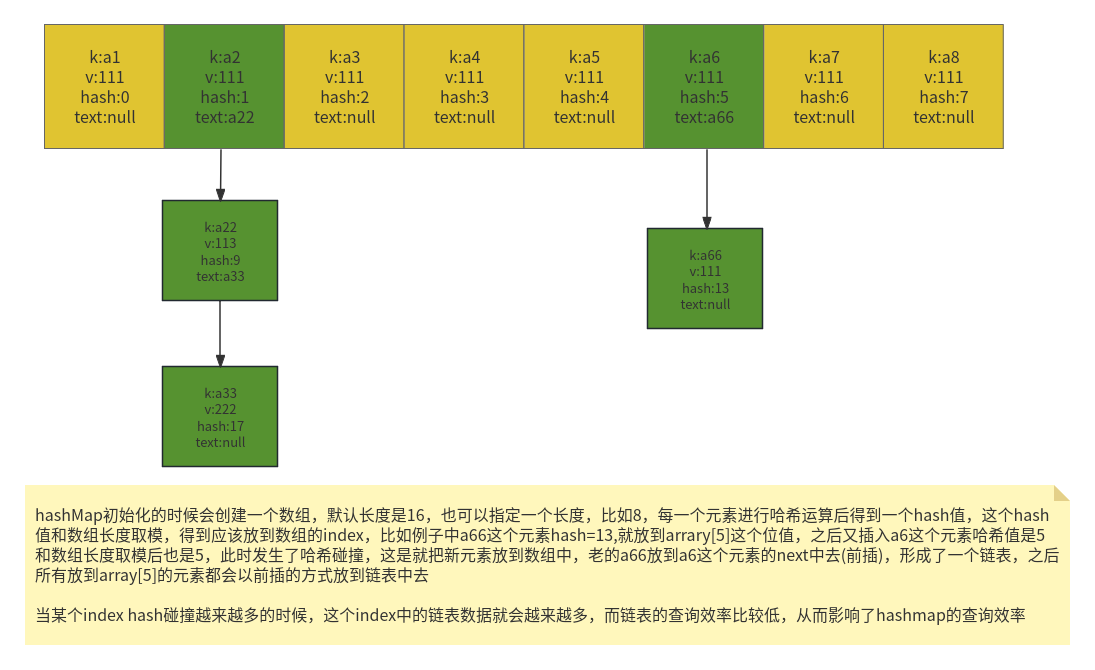 k:a1
v:111
hash:0
text:null
k:a2
v:111
hash:1
text:a22
k:a3
v:111
hash:2
text:null
k:a4
v:111
hash:3
text:null
k:a5
v:111
hash:4
text:null
k:a6
v:111
hash:5
text:a66
k:a7
v:111
hash:6
text:null
k:a8
v:111
hash:7
text:null
k:a22
v:113
hash:9
text:a33
k:a66
v:111
hash:13
text:null
k:a33
v:222
hash:17
text:null
hashMap初始化的时候会创建一个数组，默认长度是16，也可以指定一个长度，比如8，每一个元素进行哈希运算后得到一个hash值，这个hash
值和数组长度取模，得到应该放到数组的index，比如例子中a66这个元素hash=13,就放到arrary[5]这个位值，之后又插入a6这个元素哈希值是5
和数组长度取模后也是5，此时发生了哈希碰撞，这是就把新元素放到数组中，老的a66放到a6这个元素的next中去(前插)，形成了一个链表，之后
所有放到array[5]的元素都会以前插的方式放到链表中去
当某个index hash碰撞越来越多的时候，这个index中的链表数据就会越来越多，而链表的查询效率比较低，从而影响了hashmap的查询效率